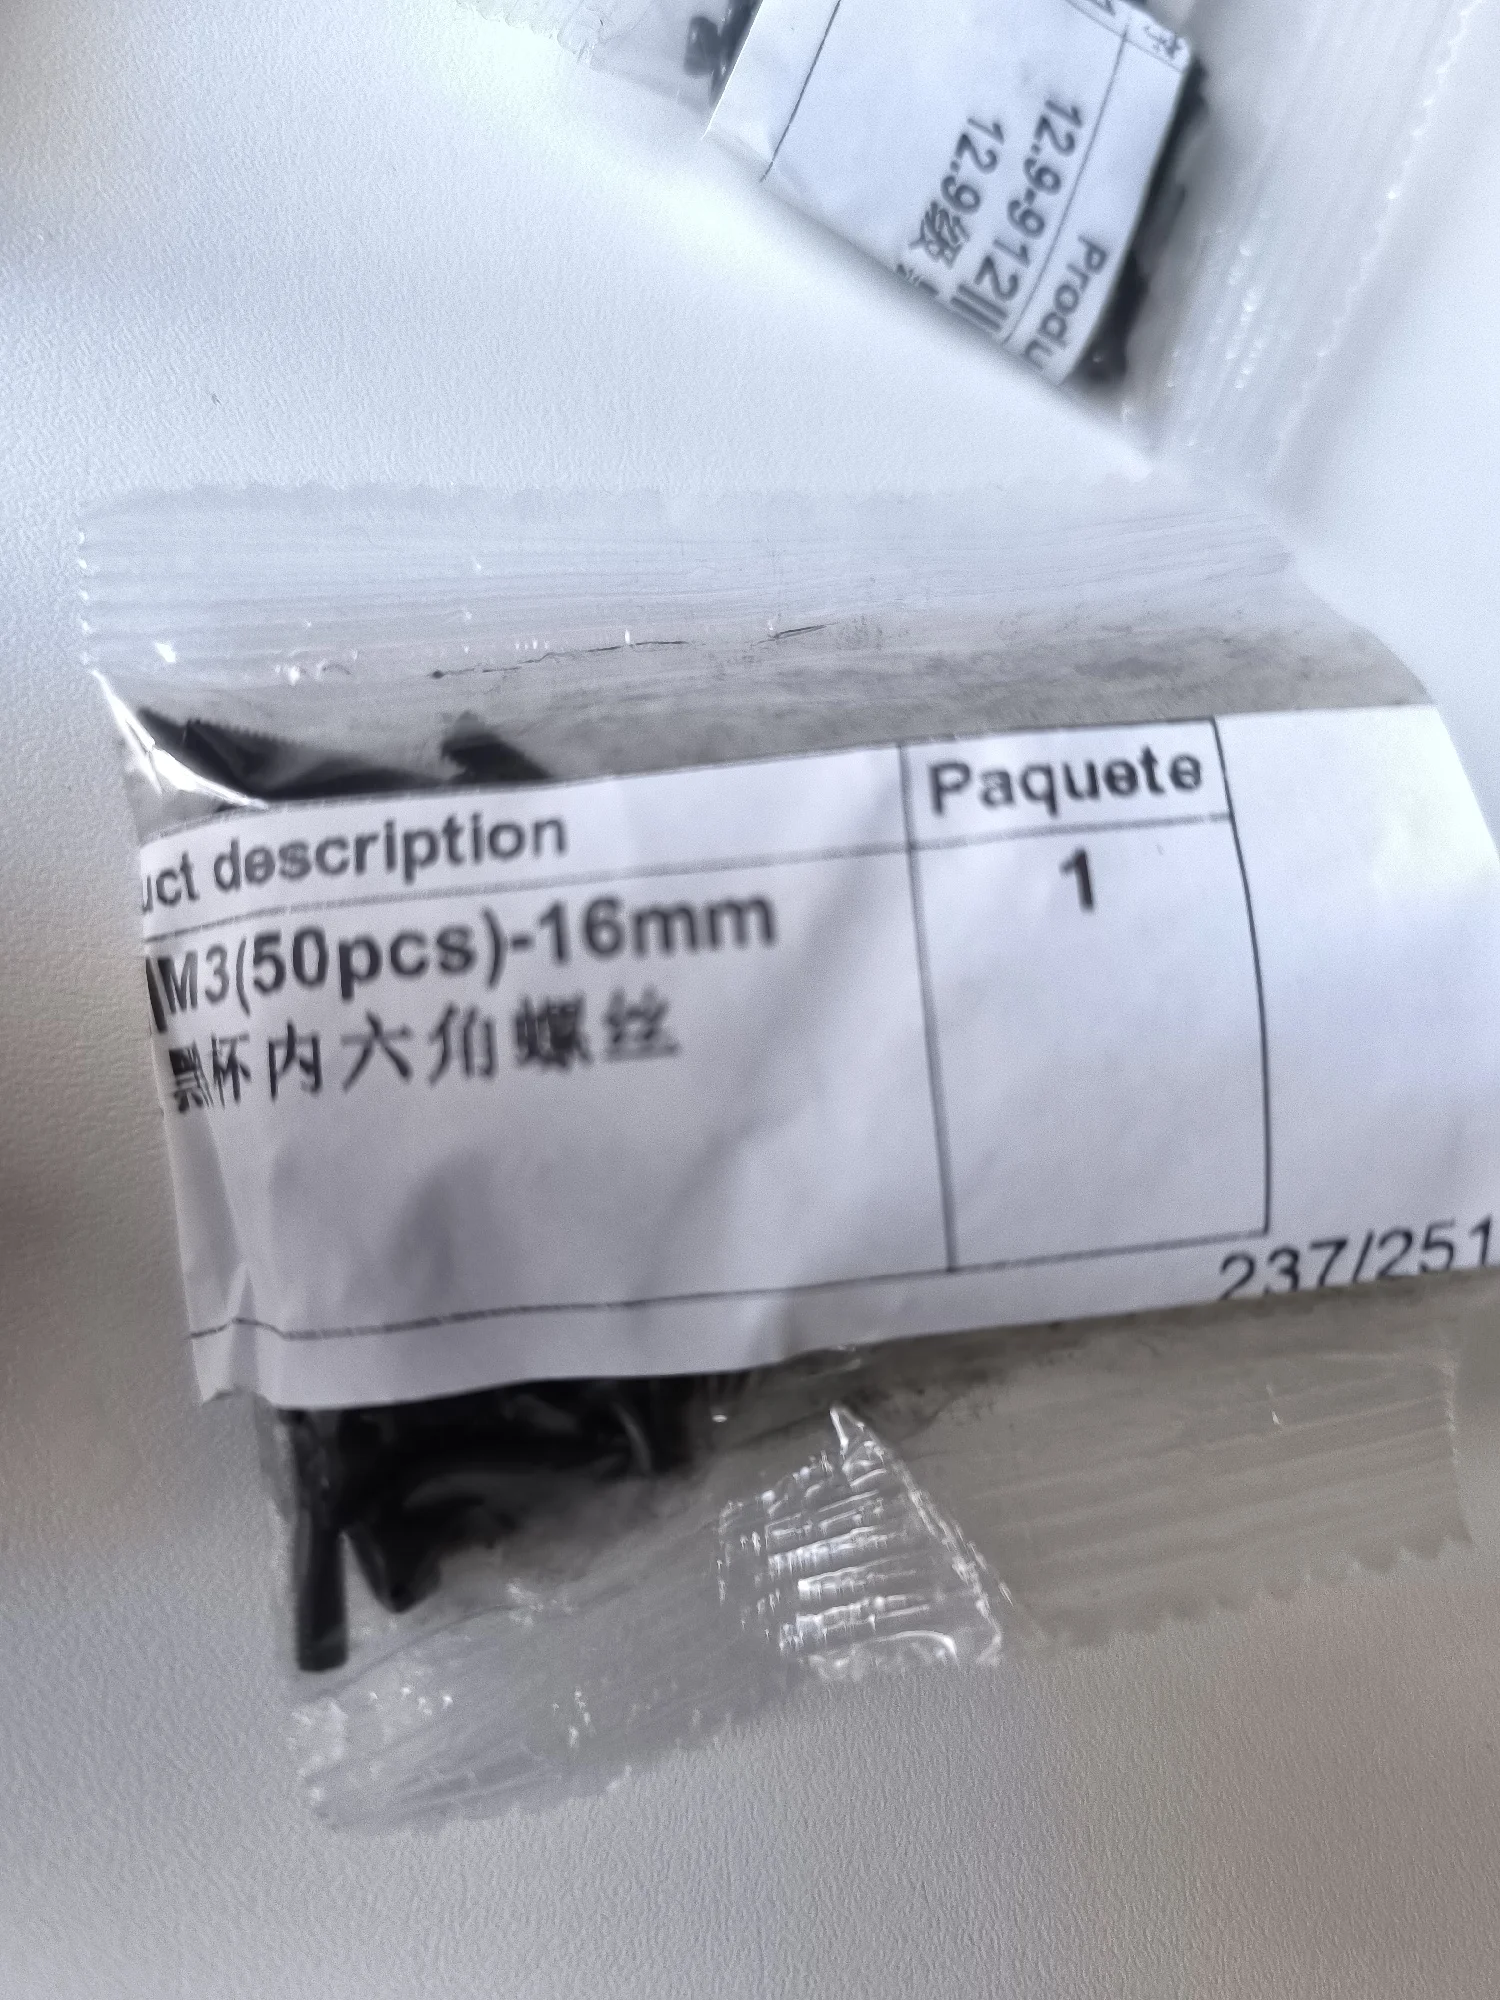 Produ
12.9-912||
12.9级
uct description
Paquete
M3(50pcs)-16mm
1
黑杯内六角螺丝
237/251